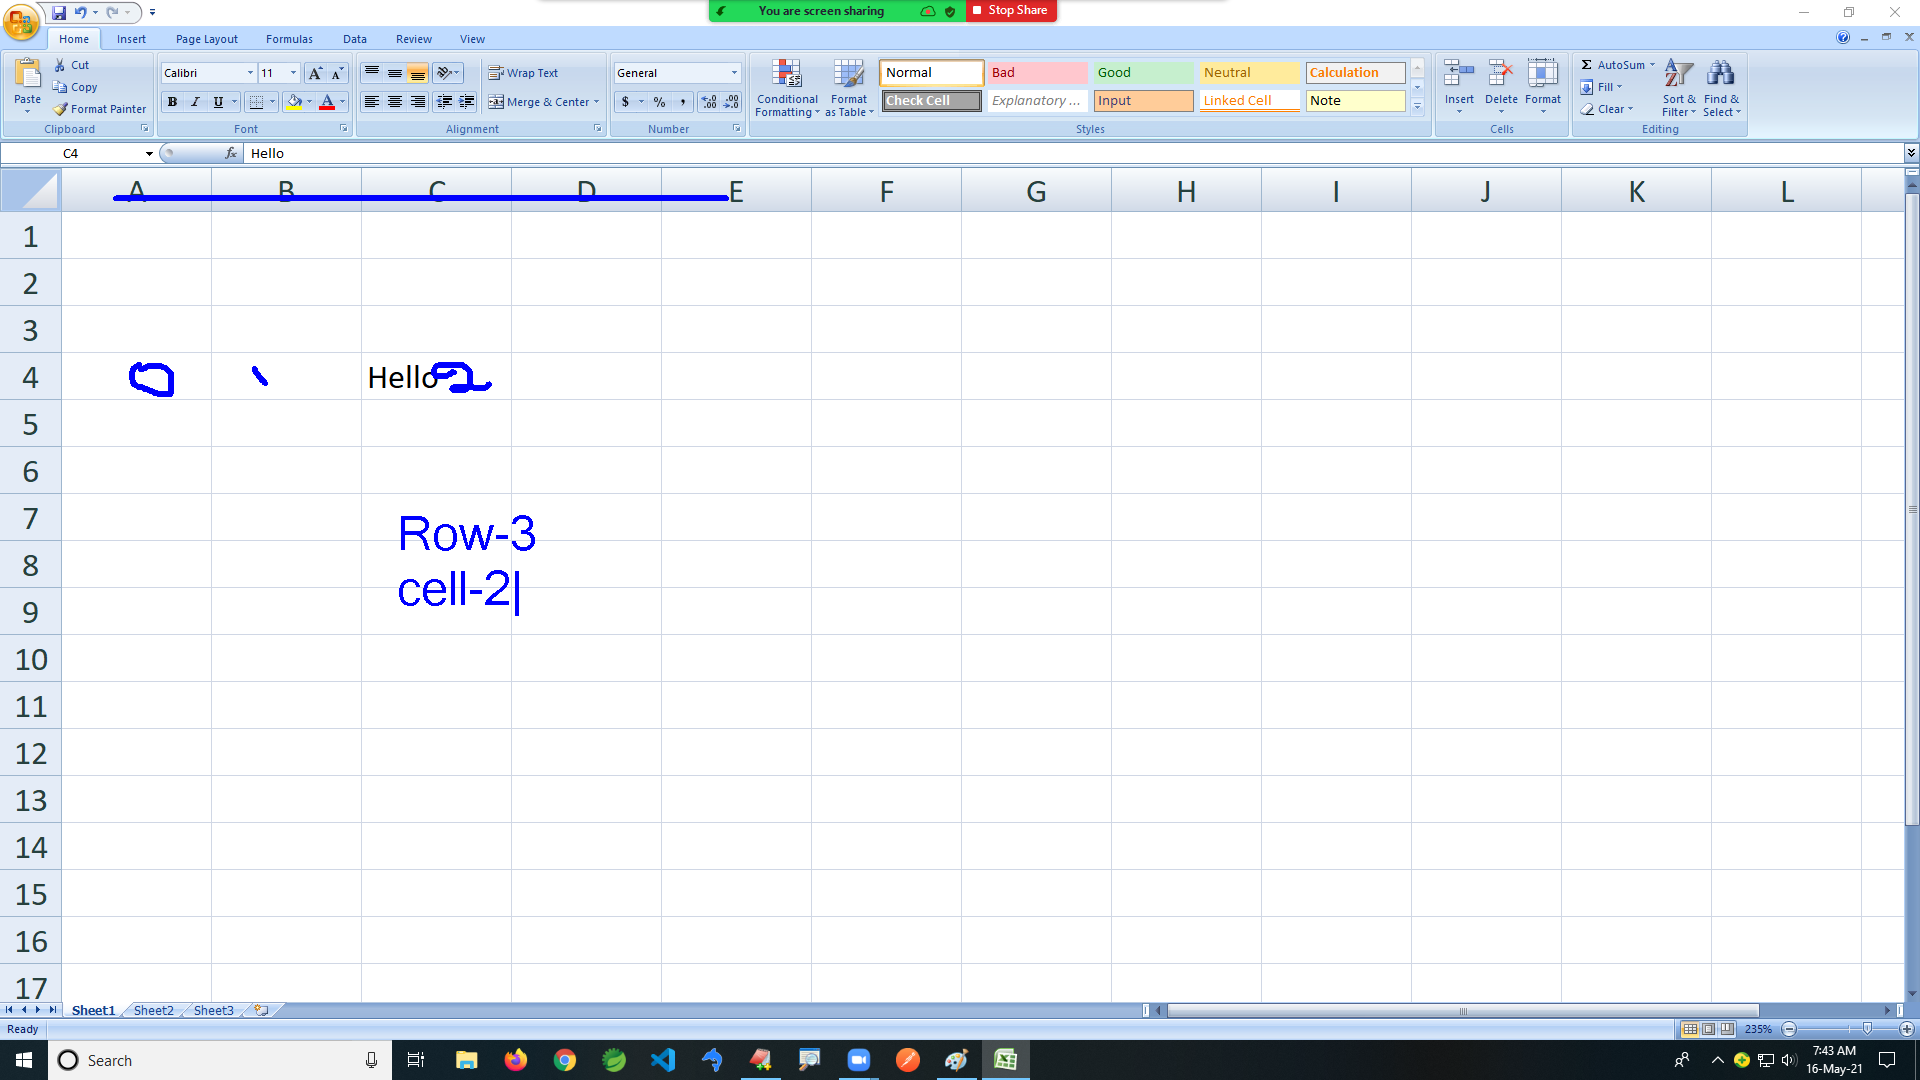 You are screen sharing
Stop Share
Home Insert Page Layout Formulas Data Review View
Paste
Cut
Copy
Format Painter
Clipboard
Calibri 11 A A
B I U A
Font
Wrap Text
Merge & Center
Alignment
General
$ % , .00 .00
Number
Conditional Formatting
Format as Table
Normal Bad Good Neutral Calculation
Check Cell Explanatory ... Input Linked Cell Note
Styles
Insert Delete Format
Cells
Σ AutoSum
Fill
Clear
Sort & Filter
Find & Select
Editing
C4 fx Hello
A B C D E F G H I J K L
1
2
3
4 0 \ Hello 2
5
6
7
8
9
Row-3
cell-2
10
11
12
13
14
15
16
17
Sheet1 Sheet2 Sheet3
Ready
235%
Search
7:43 AM
16-May-21